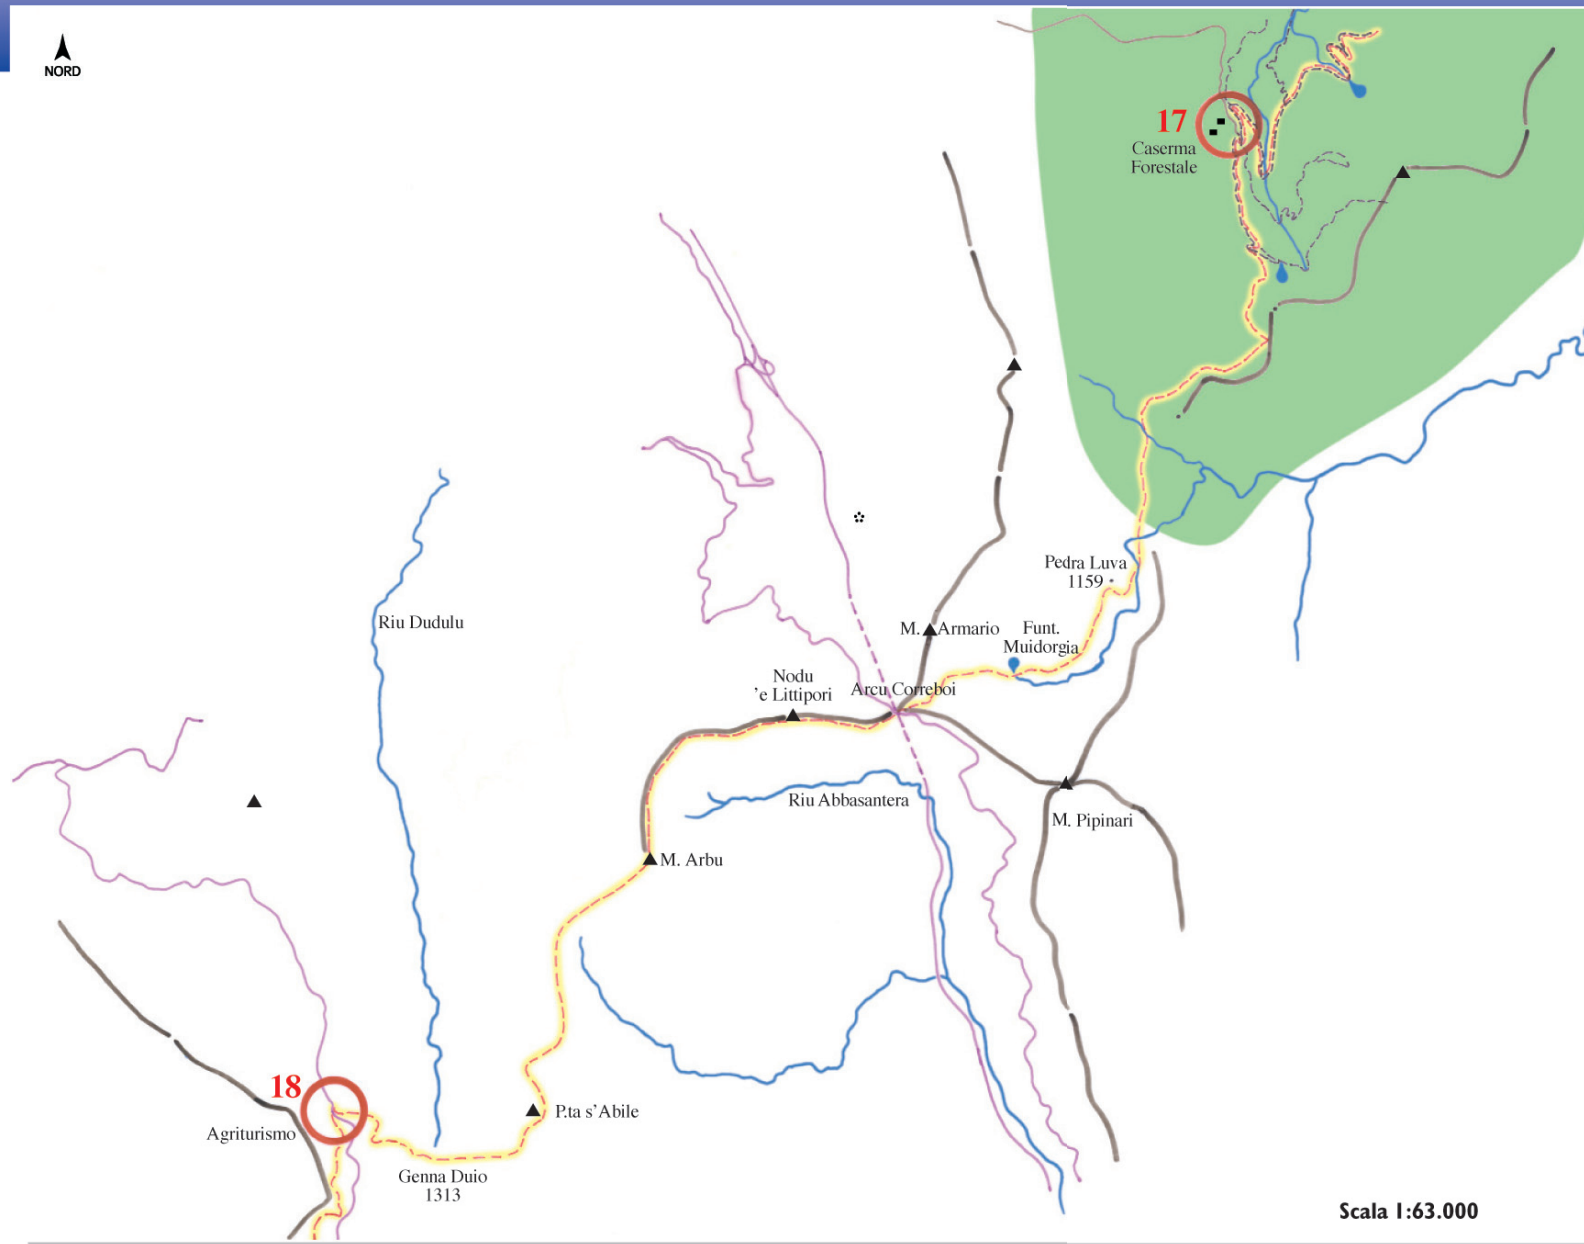 NORD
17
Caserma
Forestale
Pedra Luva
1159
Riu Dudulu
M. Armario
Funt.
Muidorgia
Nodu
'e Littipori
Arcu Correboi
Riu Abbasantera
M. Pipinari
M. Arbu
18
Agriturismo
P.ta s'Abile
Genna Duio
1313
Scala 1:63.000